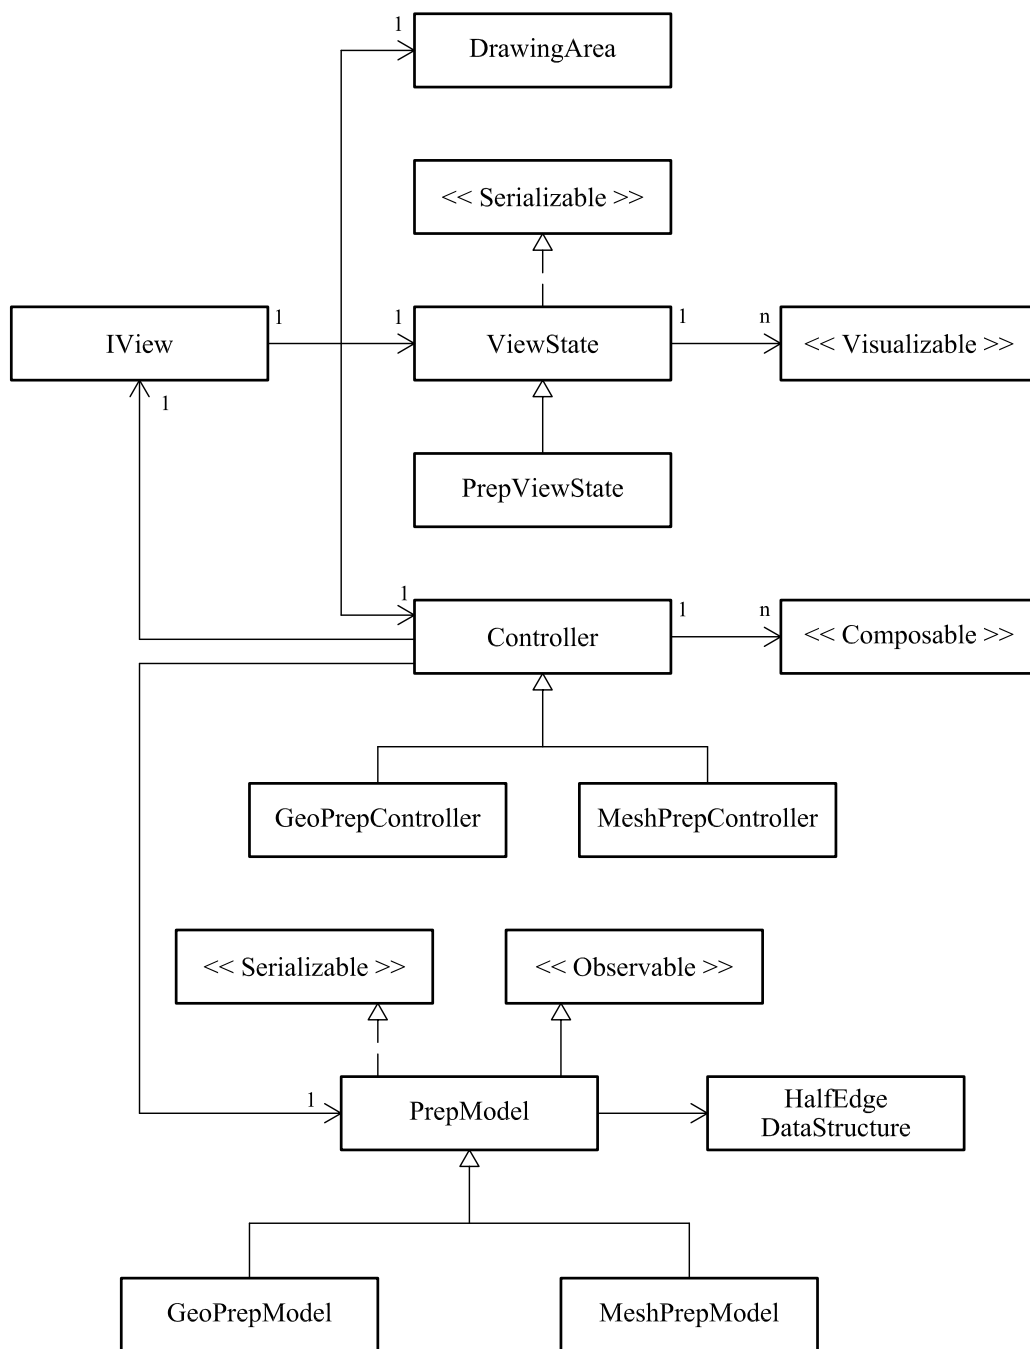 1
DrawingArea
<< Serializable >>
IView
1
1
ViewState
1
n
<< Visualizable >>
1
PrepViewState
1
Controller
1
n
<< Composable >>
GeoPrepController
MeshPrepController
<< Serializable >>
<< Observable >>
1
PrepModel
HalfEdge
DataStructure
GeoPrepModel
MeshPrepModel